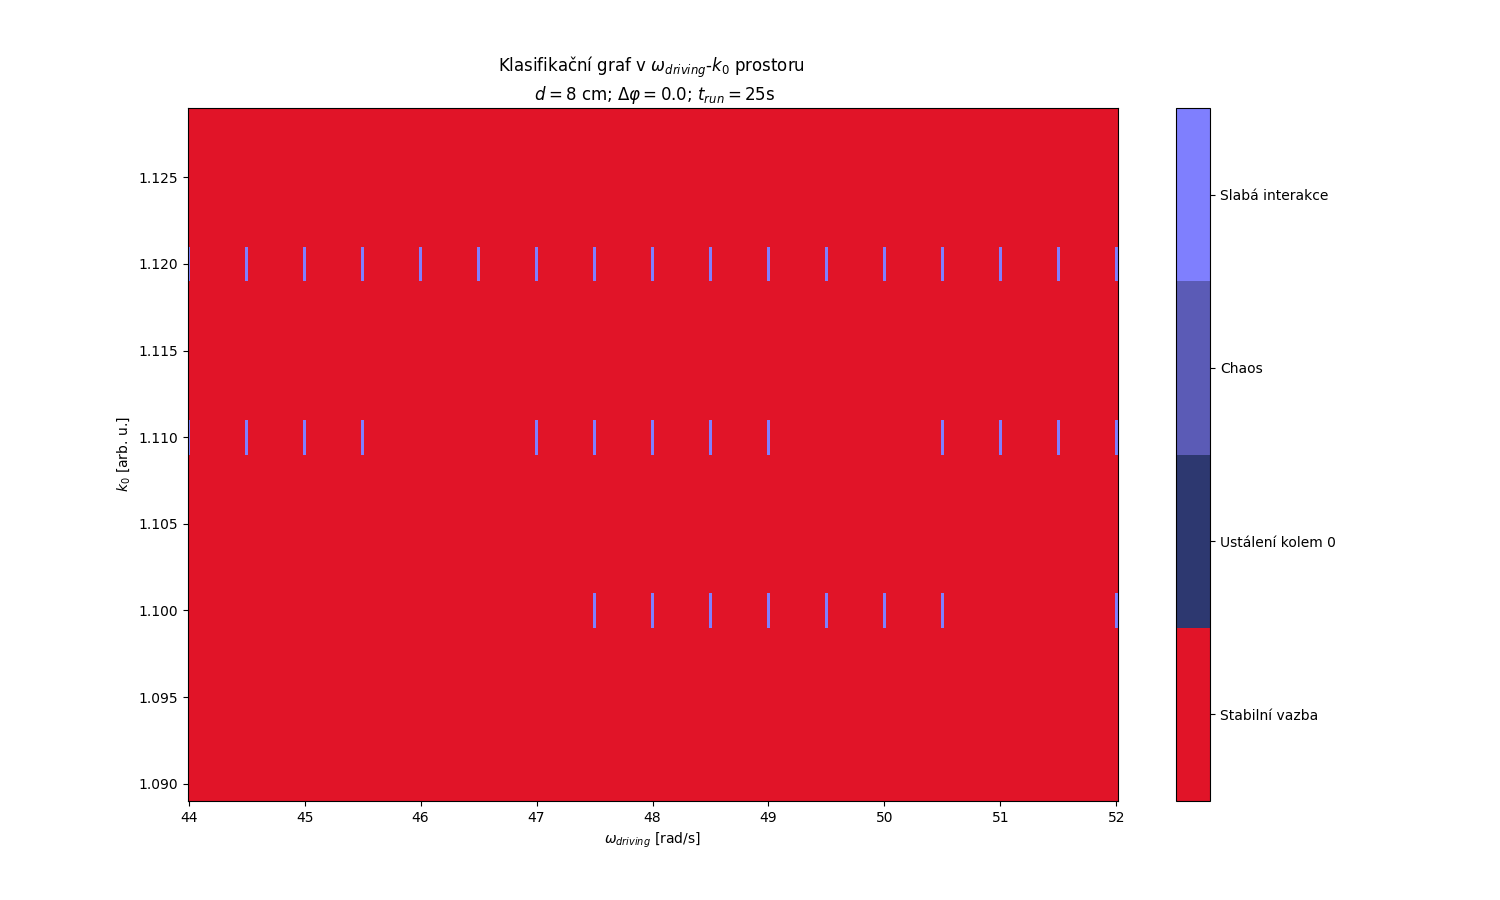 Klasifikační graf v ω_driving-k_0 prostoru
d = 8 cm; Δφ = 0.0; t_run = 25s
1.125
1.120
1.115
1.110
1.105
1.100
1.095
1.090
k_0 [arb. u.]
44 45 46 47 48 49 50 51 52
ω_driving [rad/s]
Slabá interakce
Chaos
Ustálení kolem 0
Stabilní vazba